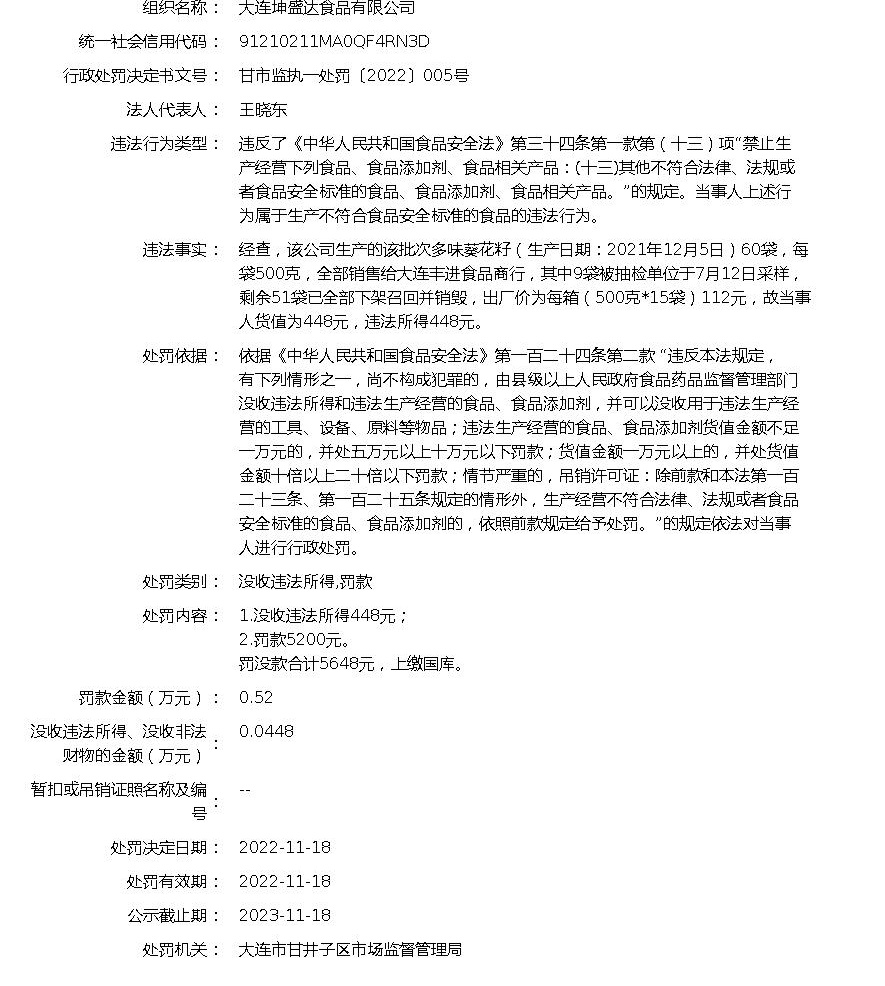 组织名称： 大连坤盛达食品有限公司
统一社会信用代码： 91210211MA0QF4RN3D
行政处罚决定书文号： 甘市监执一处罚〔2022〕005号
法人代表人： 王晓东
违法行为类型： 违反了《中华人民共和国食品安全法》第三十四条第一款第（十三）项“禁止生
产经营下列食品、食品添加剂、食品相关产品：(十三)其他不符合法律、法规或
者食品安全标准的食品、食品添加剂、食品相关产品。”的规定。当事人上述行
为属于生产不符合食品安全标准的食品的违法行为。
违法事实： 经查，该公司生产的该批次多味葵花籽（生产日期：2021年12月5日）60袋，每
袋500克，全部销售给大连丰进食品商行，其中9袋被抽检单位于7月12日采样，
剩余51袋已全部下架召回并销毁，出厂价为每箱（500克*15袋）112元，故当事
人货值为448元，违法所得448元。
处罚依据： 依据《中华人民共和国食品安全法》第一百二十四条第二款 “违反本法规定，
有下列情形之一，尚不构成犯罪的，由县级以上人民政府食品药品监督管理部门
没收违法所得和违法生产经营的食品、食品添加剂，并可以没收用于违法生产经
营的工具、设备、原料等物品；违法生产经营的食品、食品添加剂货值金额不足
一万元的，并处五万元以上十万元以下罚款；货值金额一万元以上的，并处货值
金额十倍以上二十倍以下罚款；情节严重的，吊销许可证：除前款和本法第一百
二十三条、第一百二十五条规定的情形外，生产经营不符合法律、法规或者食品
安全标准的食品、食品添加剂的，依照前款规定给予处罚。”的规定依法对当事
人进行行政处罚。
处罚类别： 没收违法所得,罚款
处罚内容： 1.没收违法所得448元；
2.罚款5200元。
罚没款合计5648元，上缴国库。
罚款金额（万元）： 0.52
没收违法所得、没收非法
财物的金额（万元）： 0.0448
暂扣或吊销证照名称及编
号： --
处罚决定日期： 2022-11-18
处罚有效期： 2022-11-18
公示截止期： 2023-11-18
处罚机关： 大连市甘井子区市场监督管理局